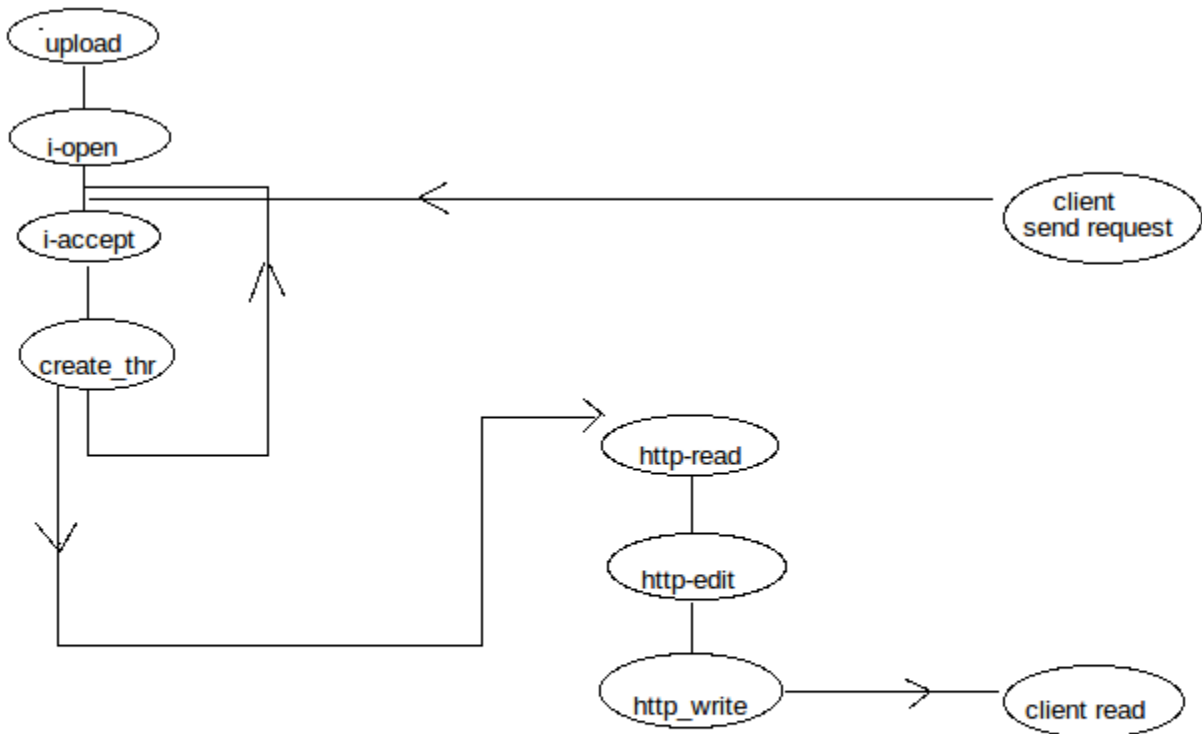 upload
i-open
client
send request
i-accept
create_thr
http-read
http-edit
http_write
client read